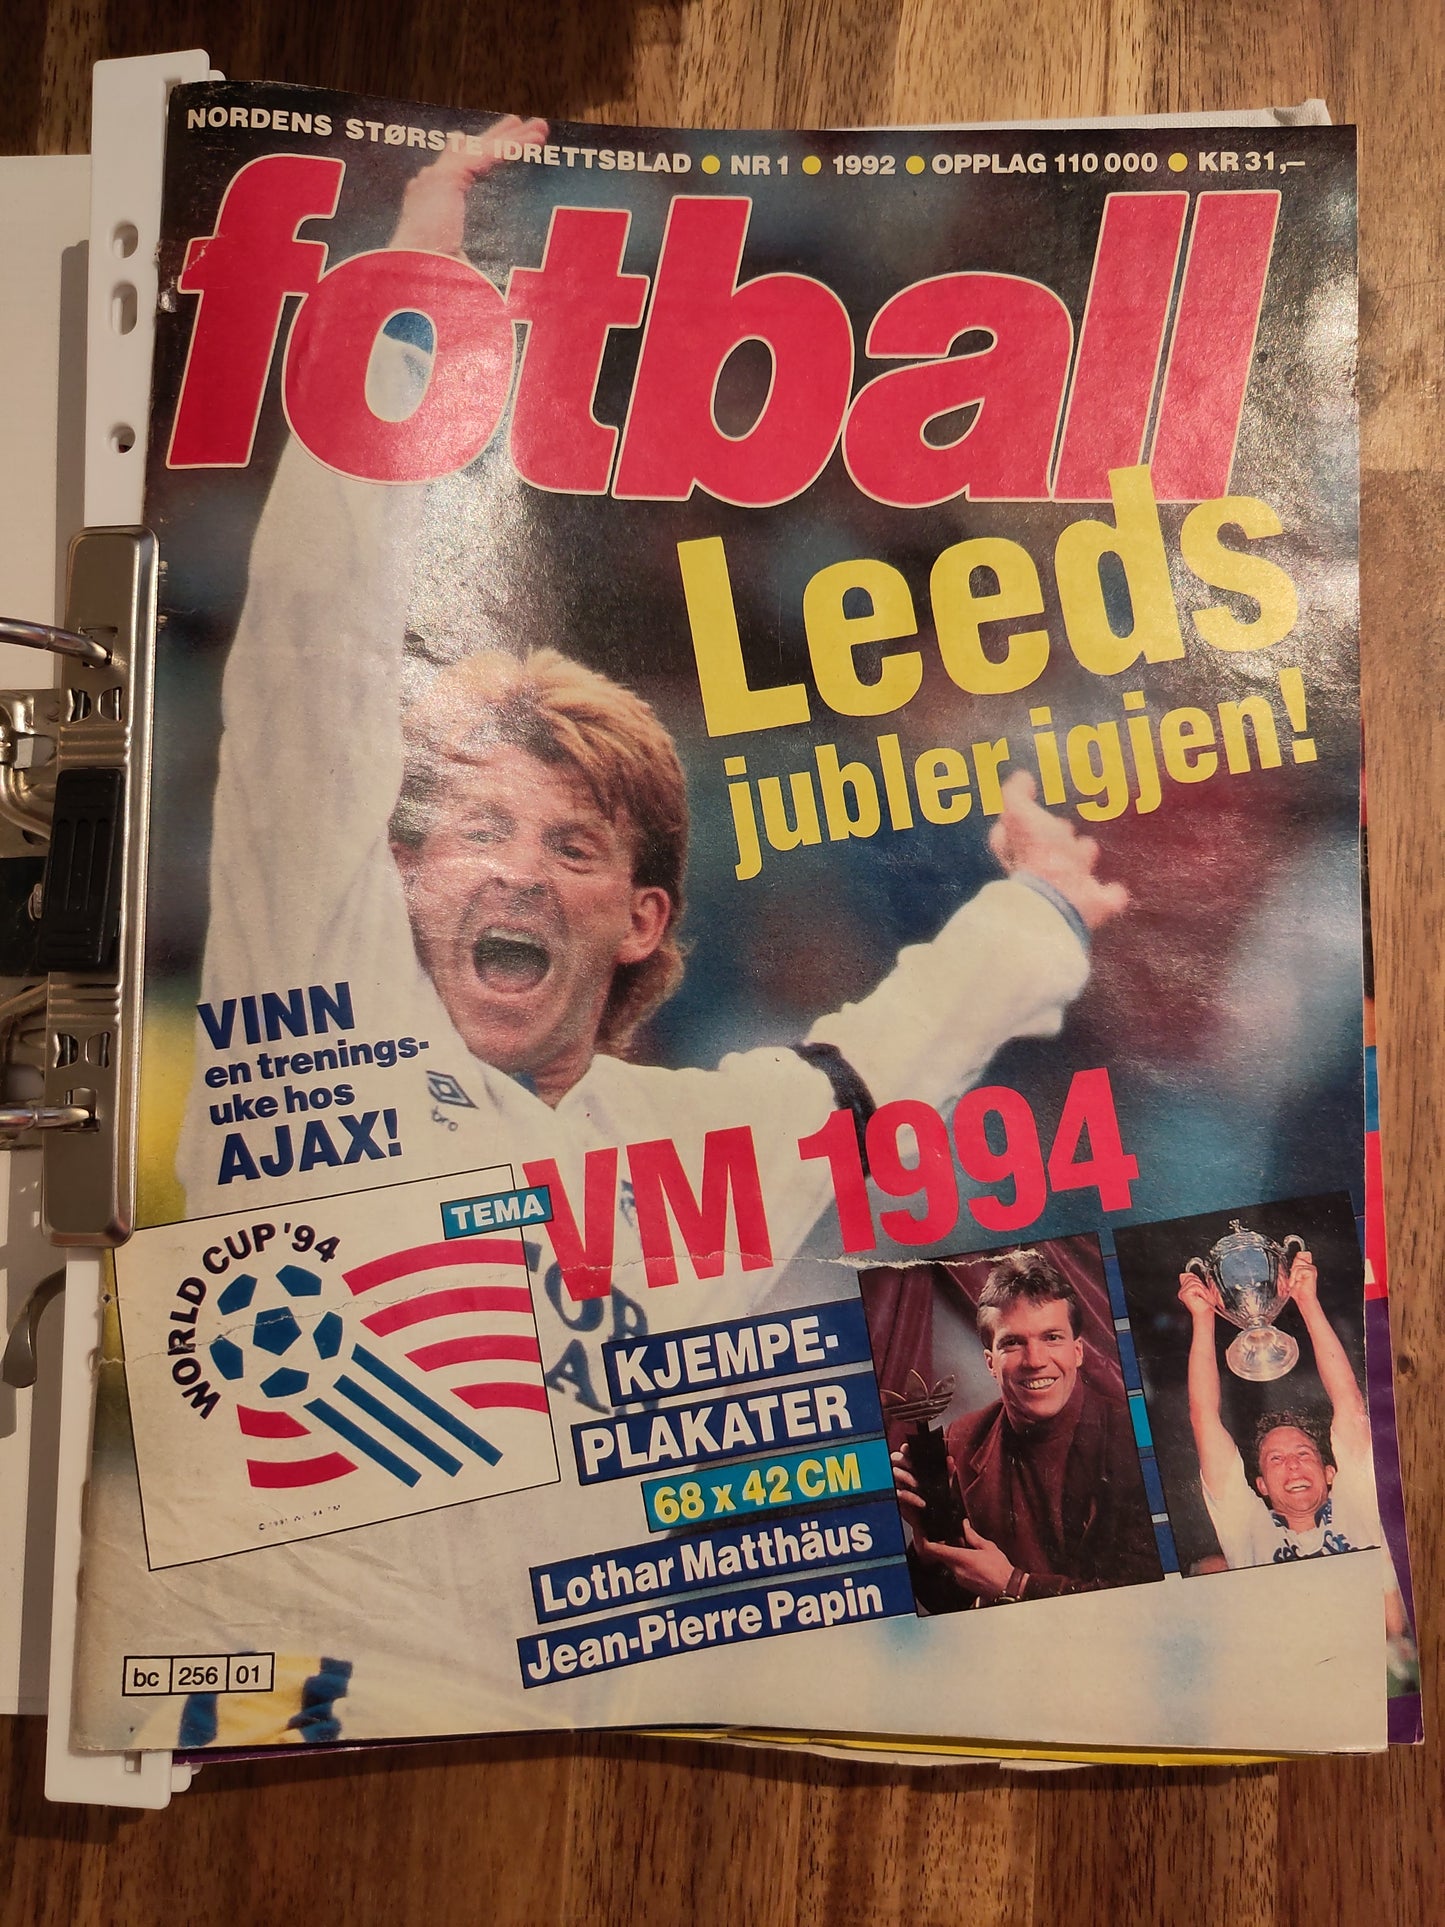 NORDENS STØRSTE IDRETTSBLAD ● NR 1 ● 1992 ● OPPLAG 110 000 ● KR 31,–
fotball
Leeds
jubler igjen!
VINN
en trenings-
uke hos
AJAX!
TEMA
VM 1994
WORLD CUP '94
KJEMPE-
PLAKATER
68 x 42 CM
Lothar Matthäus
Jean-Pierre Papin
bc 256 01